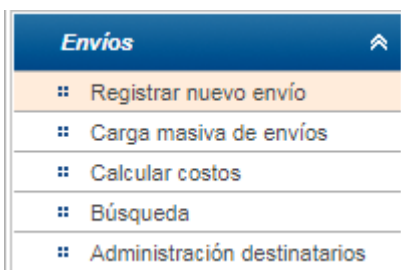 Envíos
Registrar nuevo envío
Carga masiva de envíos
Calcular costos
Búsqueda
Administración destinatarios